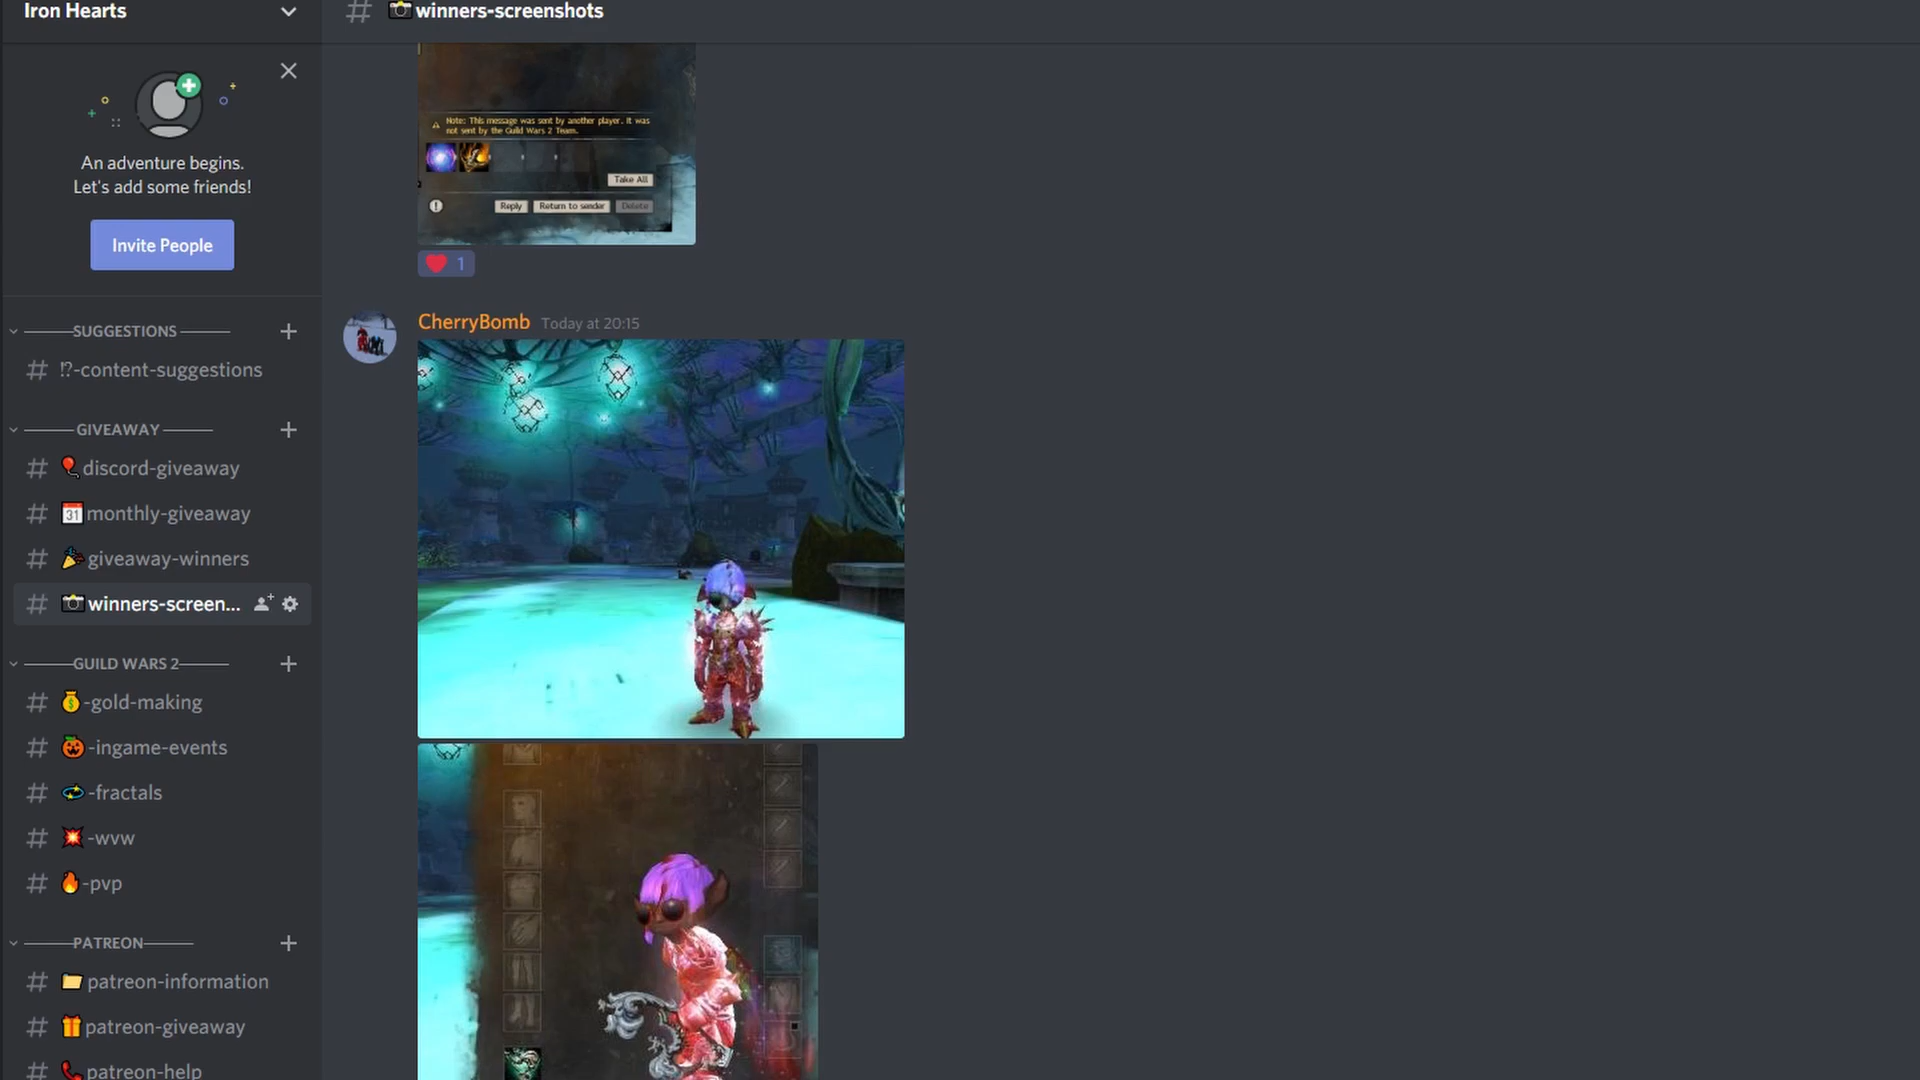 Iron Hearts
An adventure begins.
Let's add some friends!
Invite People
SUGGESTIONS
⁉-content-suggestions
GIVEAWAY
discord-giveaway
31 monthly-giveaway
giveaway-winners
winners-screen...
GUILD WARS 2
-gold-making
-ingame-events
-fractals
-wvw
-pvp
PATREON
patreon-information
patreon-giveaway
patreon-help
# winners-screenshots
Note: This message was sent by another player. It was
not sent by the Guild Wars 2 Team.
Take All
Reply Return to sender Delete
1
CherryBomb Today at 20:15